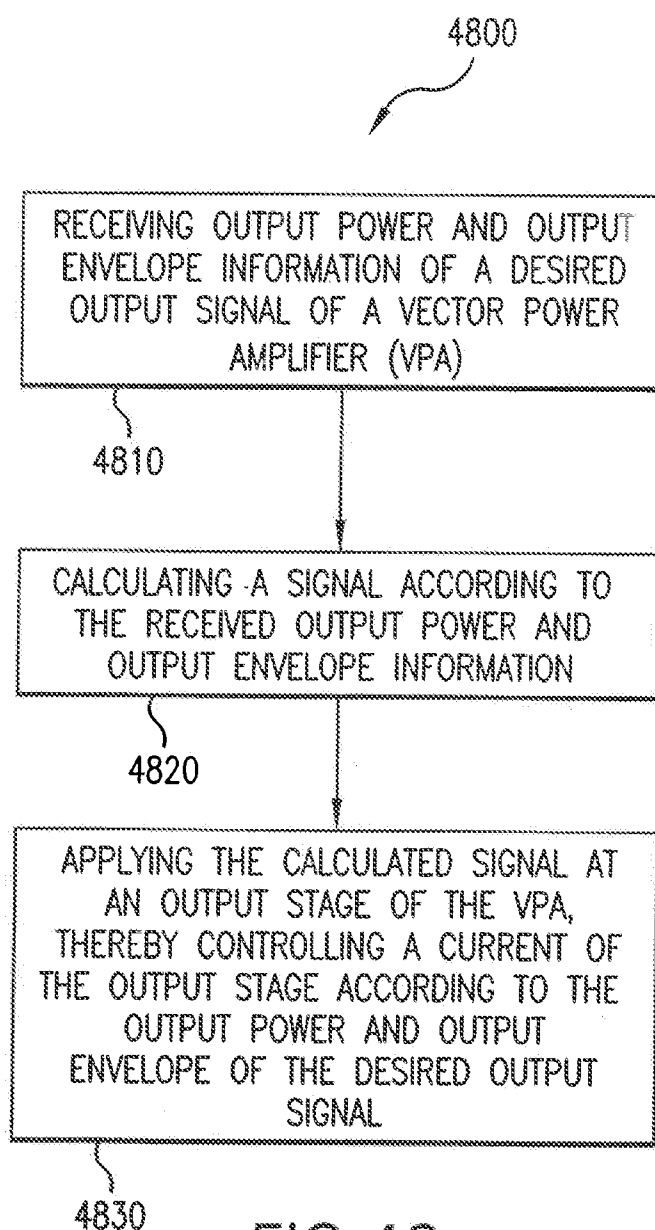 4800
RECEIVING OUTPUT POWER AND OUTPUT
ENVELOPE INFORMATION OF A DESIRED
OUTPUT SIGNAL OF A VECTOR POWER
AMPLIFIER (VPA)
4810
CALCULATING A SIGNAL ACCORDING TO
THE RECEIVED OUTPUT POWER AND
OUTPUT ENVELOPE INFORMATION
4820
APPLYING THE CALCULATED SIGNAL AT
AN OUTPUT STAGE OF THE VPA,
THEREBY CONTROLLING A CURRENT OF
THE OUTPUT STAGE ACCORDING TO THE
OUTPUT POWER AND OUTPUT
ENVELOPE OF THE DESIRED OUTPUT
SIGNAL
4830